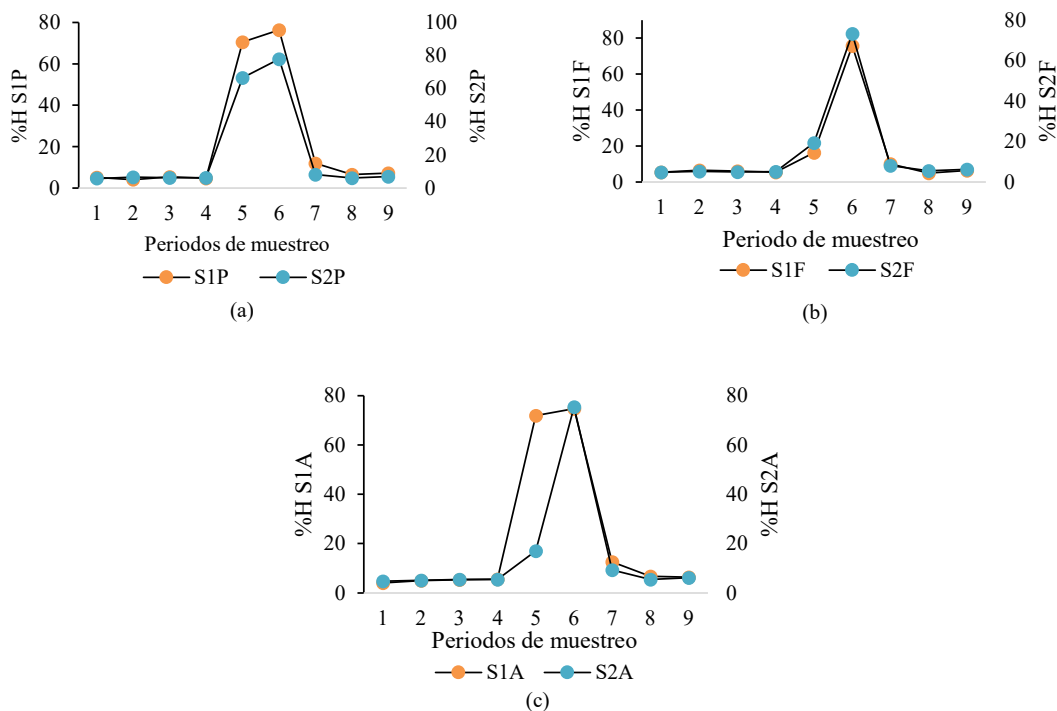 80
60
40
20
0
%H S1P
100
80
60
40
20
0
%H S2P
1 2 3 4 5 6 7 8 9
Periodos de muestreo
S1P S2P
(a)
80
60
40
20
0
%H S1F
80
60
40
20
0
%H S2F
1 2 3 4 5 6 7 8 9
Periodo de muestreo
S1F S2F
(b)
80
60
40
20
0
%H S1A
80
60
40
20
0
%H S2A
1 2 3 4 5 6 7 8 9
Periodos de muestreo
S1A S2A
(c)